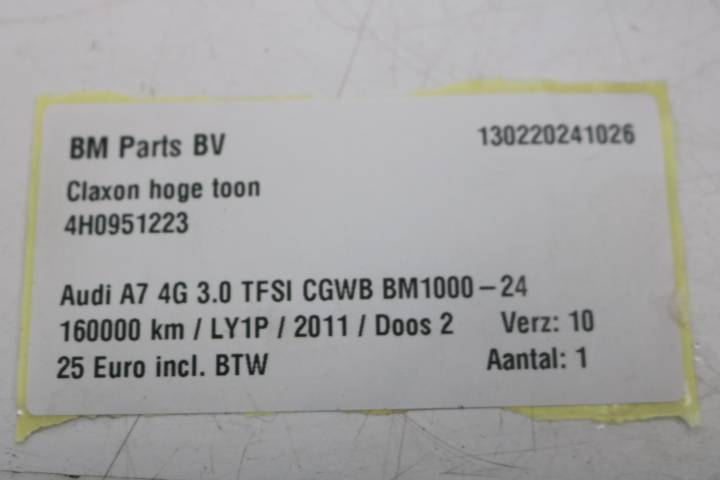 BM Parts BV 130220241026
Claxon hoge toon
4H0951223
Audi A7 4G 3.0 TFSI CGWB BM1000-24
160000 km / LY1P / 2011 / Doos 2 Verz: 10
25 Euro incl. BTW Aantal: 1